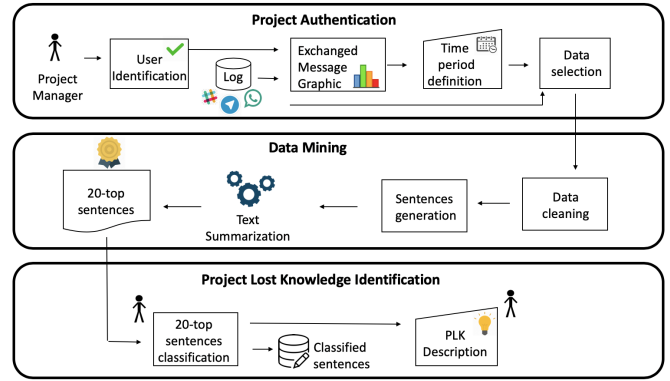 Project Authentication
Project
Manager
User
Identification
Log
Exchanged
Message
Graphic
Time
period
definition
Data
selection
Data Mining
20-top
sentences
Text
Summarization
Sentences
generation
Data
cleaning
Project Lost Knowledge Identification
20-top
sentences
classification
Classified
sentences
PLK
Description